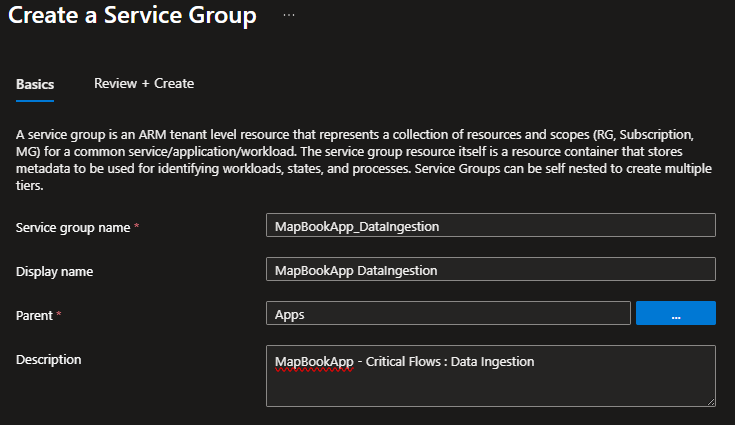 Create a Service Group ...
Basics
Review + Create
A service group is an ARM tenant level resource that represents a collection of resources and scopes (RG, Subscription,
MG) for a common service/application/workload. The service group resource itself is a resource container that stores
metadata to be used for identifying workloads, states, and processes. Service Groups can be self nested to create multiple
tiers.
Service group name *
MapBookApp_DataIngestion
Display name
MapBookApp DataIngestion
Parent *
Apps
...
Description
MapBookApp - Critical Flows : Data Ingestion